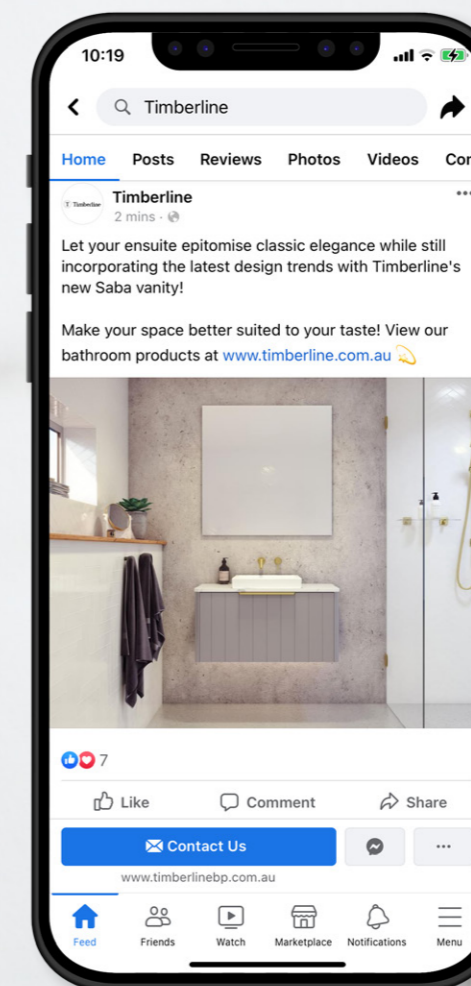 10:19
Timberline
Home Posts Reviews Photos Videos
Timberline
2 mins ·
Let your ensuite epitomise classic elegance while still
incorporating the latest design trends with Timberline's
new Saba vanity!
Make your space better suited to your taste! View our
bathroom products at www.timberline.com.au
7
Like Comment Share
Contact Us
www.timberlinebp.com.au
Feed Friends Watch Marketplace Notifications Menu